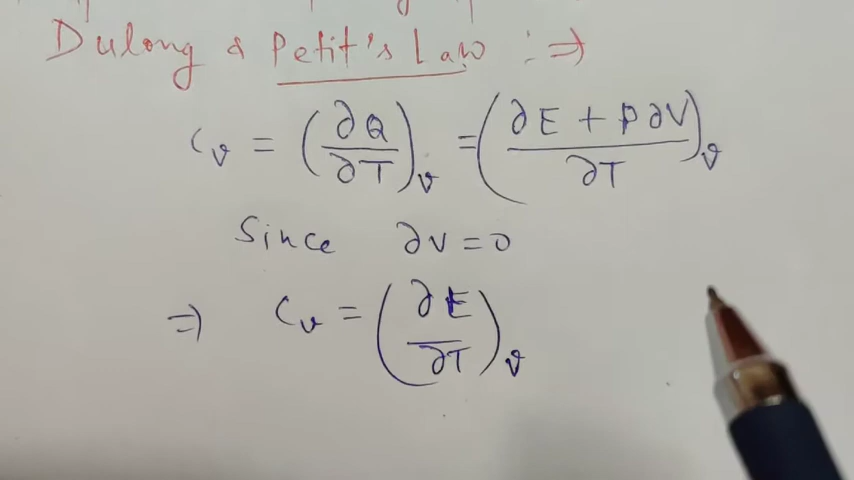 Dulong & Petit's Law :⇒
Cᵥ = (∂Q/∂T)ᵥ = (∂E + P∂V/∂T)ᵥ
Since ∂V = 0
⇒ Cᵥ = (∂E/∂T)ᵥ